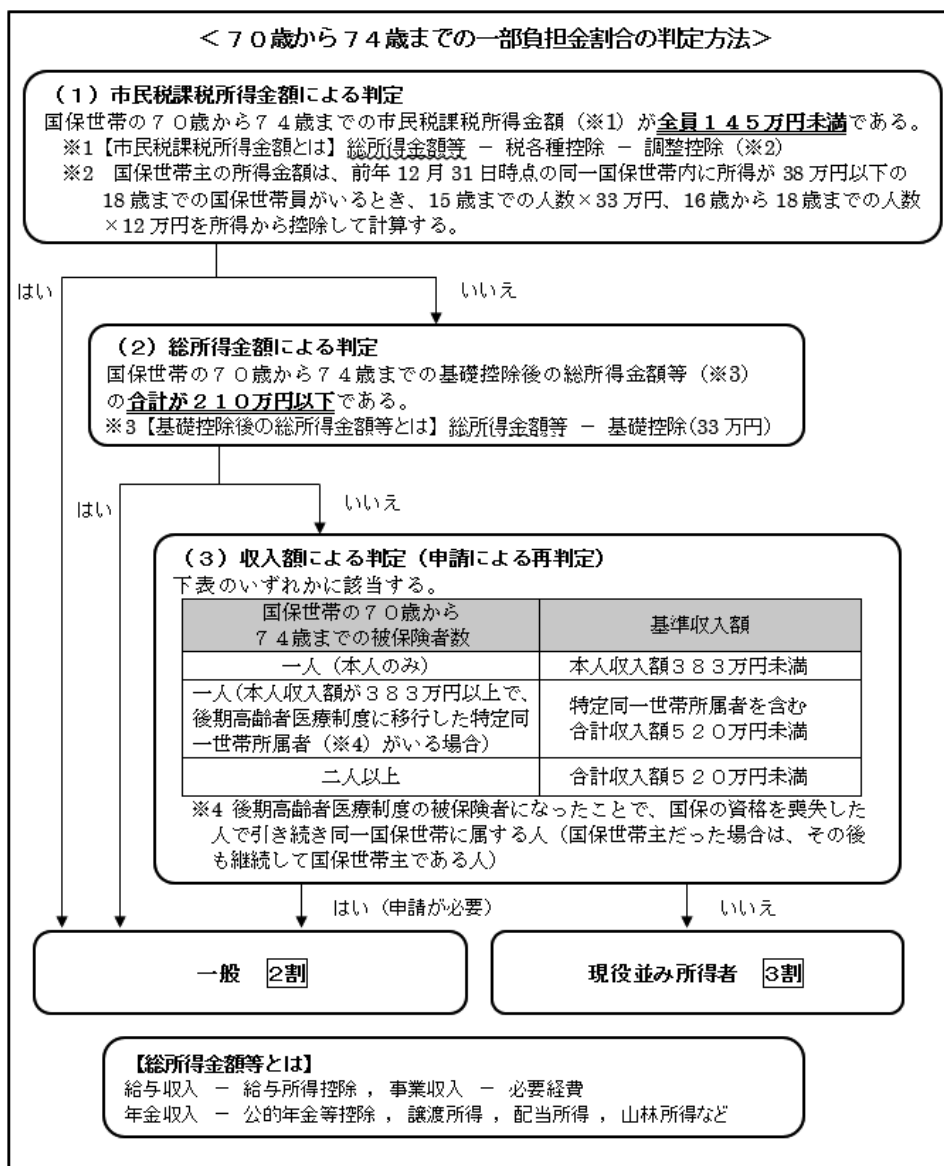 ＜７０歳から７４歳までの一部負担金割合の判定方法＞
（１）市民税課税所得金額による判定
国保世帯の７０歳から７４歳までの市民税課税所得金額（※1）が全員１４５万円未満である。
※1【市民税課税所得金額とは】総所得金額等 － 税各種控除 － 調整控除（※2）
※2 国保世帯主の所得金額は、前年 12 月 31 日時点の同一国保世帯内に所得が 38 万円以下の
18 歳までの国保世帯員がいるとき、15 歳までの人数×33 万円、16 歳から 18 歳までの人数
×12 万円を所得から控除して計算する。
はい
いいえ
（２）総所得金額による判定
国保世帯の７０歳から７４歳までの基礎控除後の総所得金額等（※3）
の合計が２１０万円以下である。
※3【基礎控除後の総所得金額等とは】総所得金額等 － 基礎控除(33 万円)
はい
いいえ
（３）収入額による判定（申請による再判定）
下表のいずれかに該当する。
国保世帯の７０歳から
７４歳までの被保険者数
基準収入額
一人（本人のみ）
本人収入額３８３万円未満
一人（本人収入額が３８３万円以上で、
後期高齢者医療制度に移行した特定同
一世帯所属者（※4）がいる場合）
特定同一世帯所属者を含む
合計収入額５２０万円未満
二人以上
合計収入額５２０万円未満
※4 後期高齢者医療制度の被保険者になったことで、国保の資格を喪失した
人で引き続き同一国保世帯に属する人（国保世帯主だった場合は、その後
も継続して国保世帯主である人）
はい（申請が必要）
いいえ
一般 2割
現役並み所得者 3割
【総所得金額等とは】
給与収入 － 給与所得控除 ，事業収入 － 必要経費
年金収入 － 公的年金等控除 ，譲渡所得 ，配当所得 ，山林所得など